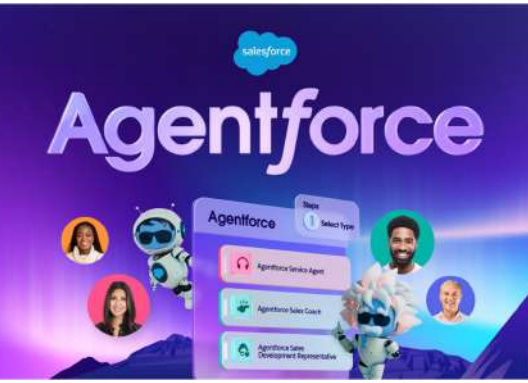 salesforce
Agentforce
Agentforce
Steps
1 Select Type
Agentforce Service Agent
Agentforce Sales Coach
Agentforce Sales
Development Representative